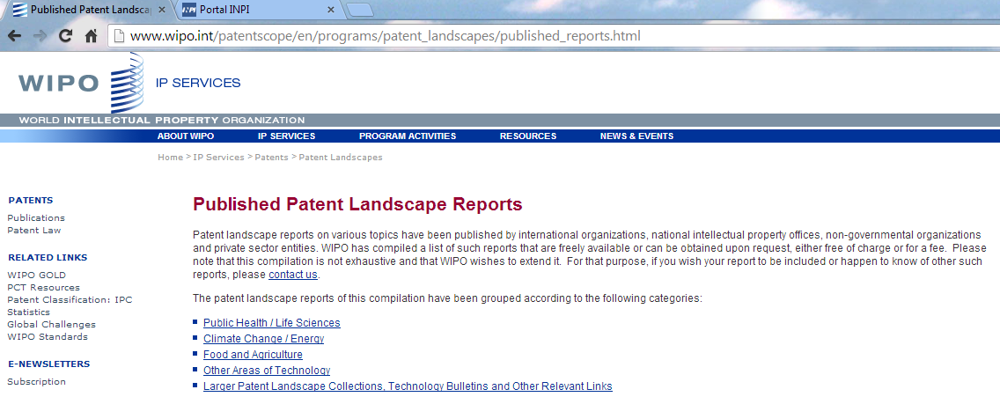 Published Patent Landsca
Portal INPI
www.wipo.int/patentscope/en/programs/patent_landscapes/published_reports.html
WIPO
IP SERVICES
WORLD INTELLECTUAL PROPERTY ORGANIZATION
ABOUT WIPO IP SERVICES PROGRAM ACTIVITIES RESOURCES NEWS & EVENTS
Home > IP Services > Patents > Patent Landscapes
PATENTS
Publications
Patent Law
RELATED LINKS
WIPO GOLD
PCT Resources
Patent Classification: IPC
Statistics
Global Challenges
WIPO Standards
E-NEWSLETTERS
Subscription
Published Patent Landscape Reports
Patent landscape reports on various topics have been published by international organizations, national intellectual property offices, non-governmental organizations
and private sector entities. WIPO has compiled a list of such reports that are freely available or can be obtained upon request, either free of charge or for a fee. Please
note that this compilation is not exhaustive and that WIPO wishes to extend it. For that purpose, if you wish your report to be included or happen to know of other such
reports, please contact us.
The patent landscape reports of this compilation have been grouped according to the following categories:
Public Health / Life Sciences
Climate Change / Energy
Food and Agriculture
Other Areas of Technology
Larger Patent Landscape Collections, Technology Bulletins and Other Relevant Links